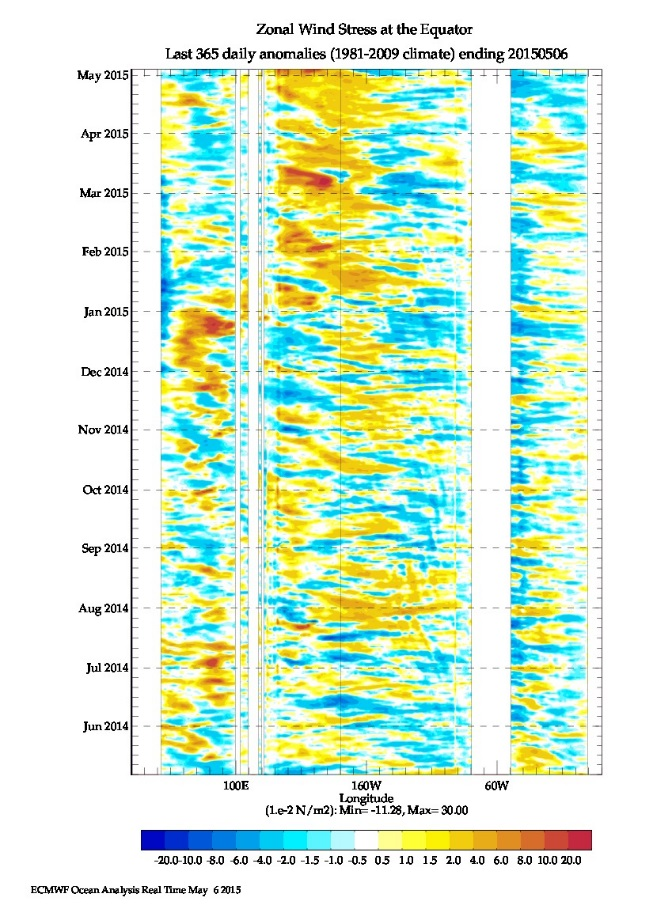 Zonal Wind Stress at the Equator
Last 365 daily anomalies (1981-2009 climate) ending 20150506
May 2015
Apr 2015
Mar 2015
Feb 2015
Jan 2015
Dec 2014
Nov 2014
Oct 2014
Sep 2014
Aug 2014
Jul 2014
Jun 2014
100E 160W 60W
Longitude
(1.e-2 N/m2): Min= -11.28, Max= 30.00
-20.0 -10.0 -8.0 -6.0 -4.0 -2.0 -1.5 -1.0 -0.5 0.5 1.0 1.5 2.0 4.0 6.0 8.0 10.0 20.0
ECMWF Ocean Analysis Real Time May 6 2015